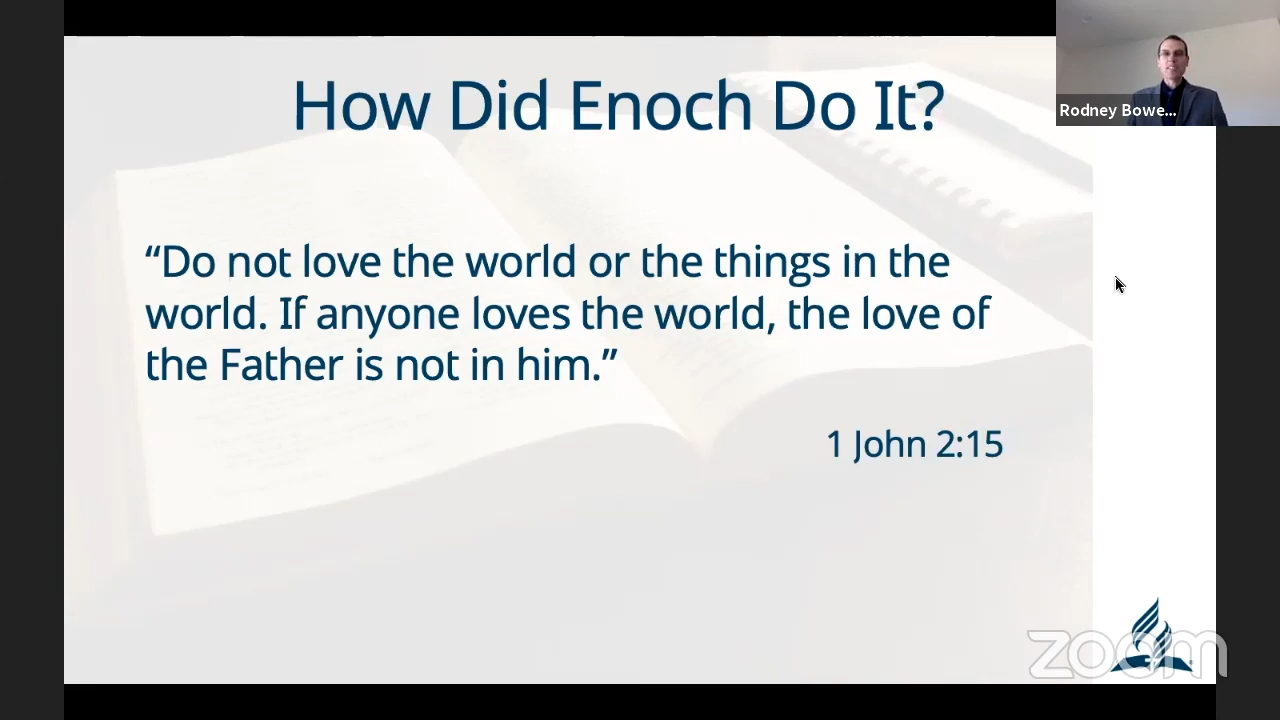 How Did Enoch Do It?
Rodney Bowe...
“Do not love the world or the things in the
world. If anyone loves the world, the love of
the Father is not in him.”
1 John 2:15
zoom